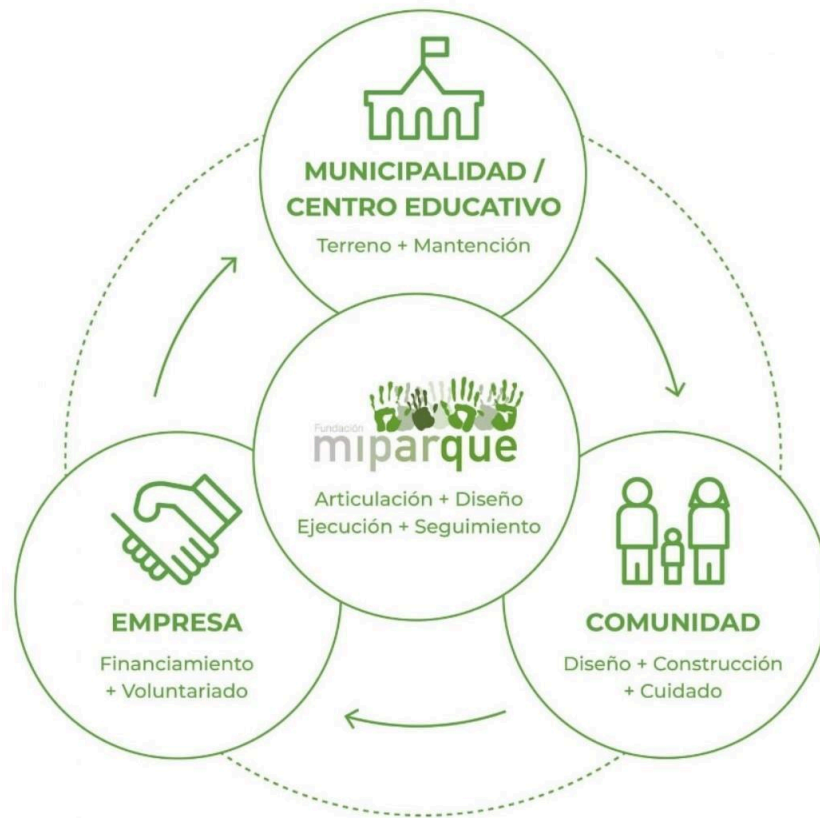 MUNICIPALIDAD /
CENTRO EDUCATIVO
Terreno + Mantención
Fundación
miparque
Articulación + Diseño
Ejecución + Seguimiento
EMPRESA
Financiamiento
+ Voluntariado
COMUNIDAD
Diseño + Construcción
+ Cuidado